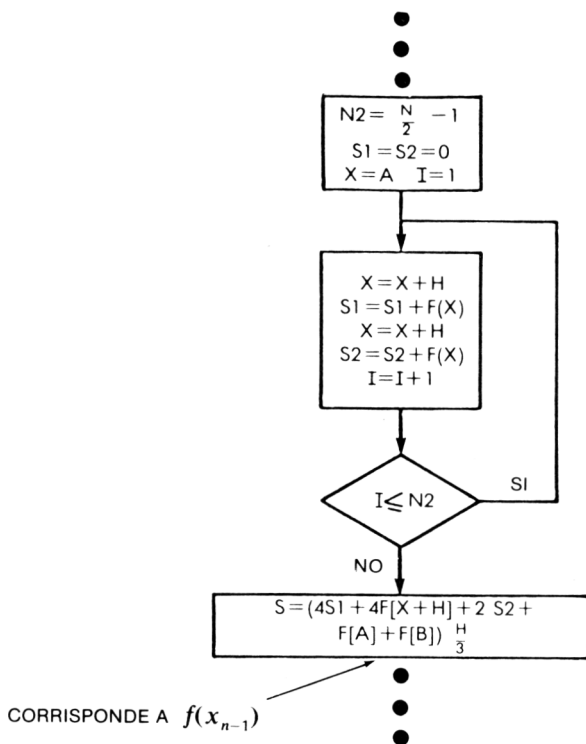 N2 = N/2 − 1
S1 = S2 = 0
X = A I = 1
X = X + H
S1 = S1 + F(X)
X = X + H
S2 = S2 + F(X)
I = I + 1
I ≤ N2
SI
NO
S = (4S1 + 4F[X + H] + 2 S2 +
F[A] + F[B]) H/3
CORRISPONDE A f(x_{n−1})